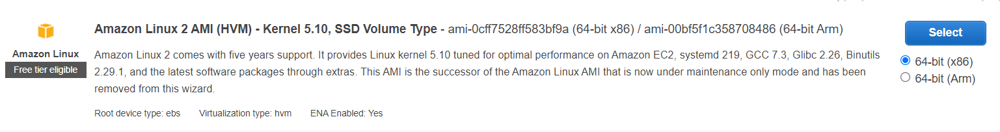 Amazon Linux 2 AMI (HVM) - Kernel 5.10, SSD Volume Type - ami-0cff7528ff583bf9a (64-bit x86) / ami-00bf5f1c358708486 (64-bit Arm)
Select
Amazon Linux
Free tier eligible
Amazon Linux 2 comes with five years support. It provides Linux kernel 5.10 tuned for optimal performance on Amazon EC2, systemd 219, GCC 7.3, Glibc 2.26, Binutils
2.29.1, and the latest software packages through extras. This AMI is the successor of the Amazon Linux AMI that is now under maintenance only mode and has been
removed from this wizard.
64-bit (x86)
64-bit (Arm)
Root device type: ebs Virtualization type: hvm ENA Enabled: Yes